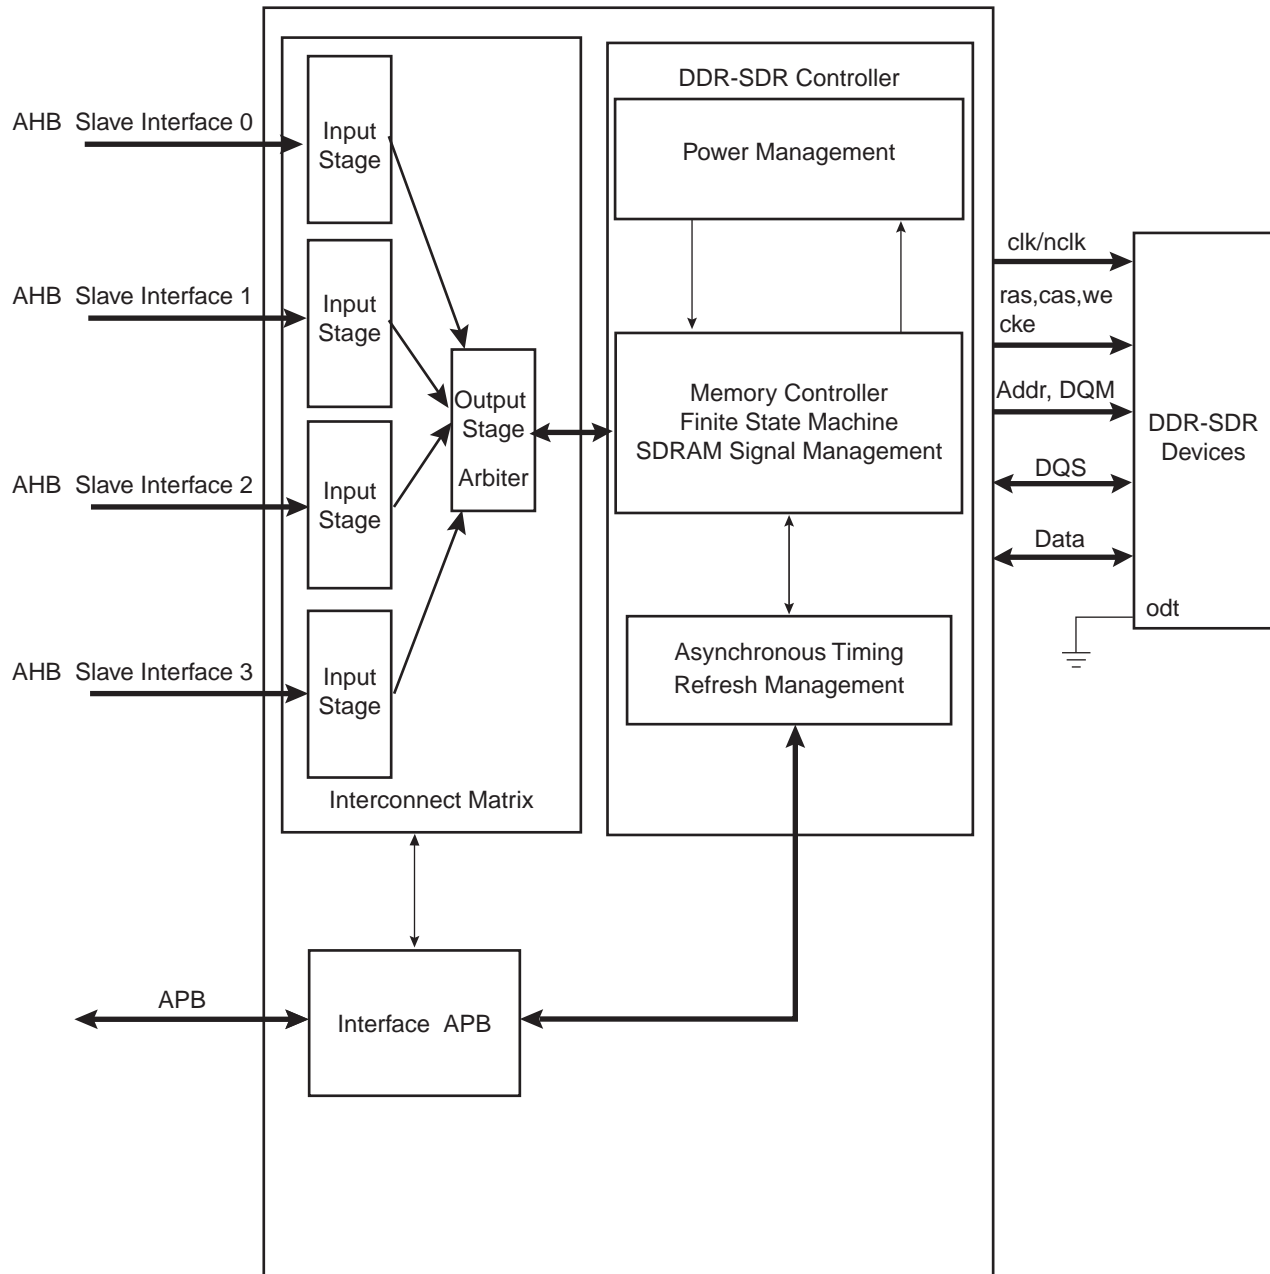 DDR-SDR Controller
AHB Slave Interface 0
Input
Stage
Power Management
AHB Slave Interface 1
Input
Stage
clk/nclk
ras,cas,we
cke
Addr, DQM
DQS
Data
odt
DDR-SDR
Devices
Output
Stage
Arbiter
Memory Controller
Finite State Machine
SDRAM Signal Management
AHB Slave Interface 2
Input
Stage
AHB Slave Interface 3
Input
Stage
Asynchronous Timing
Refresh Management
Interconnect Matrix
APB
Interface APB